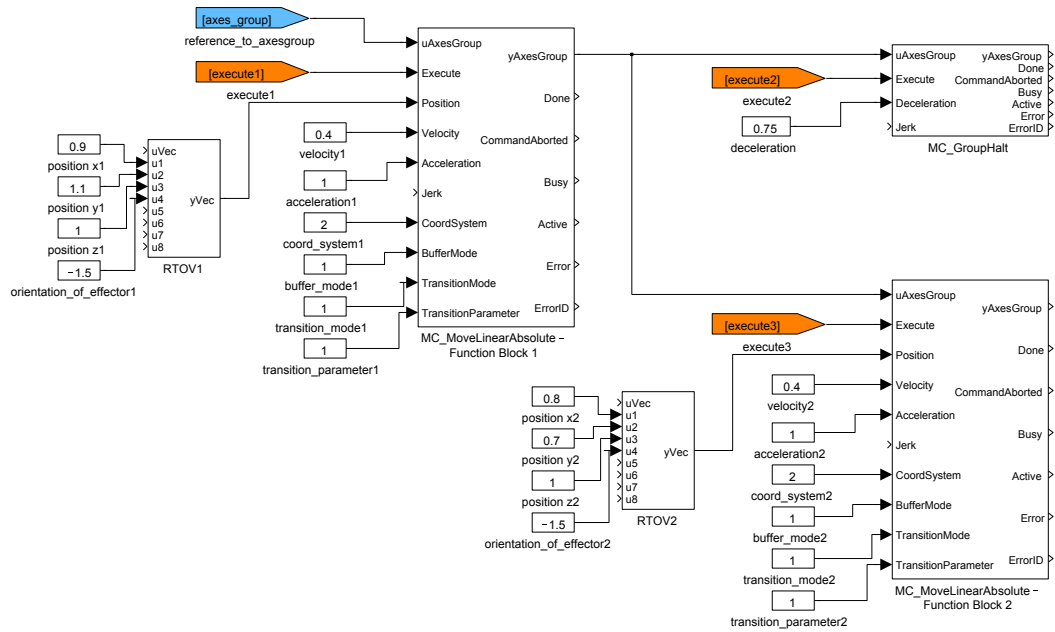 [axes_group]
reference_to_axesgroup
[execute1]
execute1
uAxesGroup
Execute
Position
Velocity
Acceleration
Jerk
CoordSystem
BufferMode
TransitionMode
TransitionParameter
yAxesGroup
Done
CommandAborted
Busy
Active
Error
ErrorID
MC_MoveLinearAbsolute −
Function Block 1
0.9
position x1
1.1
position y1
1
position z1
−1.5
orientation_of_effector1
uVec
u1
u2
u3
u4
u5
u6
u7
u8
yVec
RTOV1
0.4
velocity1
1
acceleration1
2
coord_system1
1
buffer_mode1
1
transition_mode1
1
transition_parameter1
[execute2]
execute2
0.75
deceleration
uAxesGroup
Execute
Deceleration
Jerk
yAxesGroup
Done
CommandAborted
Busy
Active
Error
ErrorID
MC_GroupHalt
[execute3]
execute3
0.8
position x2
0.7
position y2
1
position z2
−1.5
orientation_of_effector2
uVec
u1
u2
u3
u4
u5
u6
u7
u8
yVec
RTOV2
0.4
velocity2
1
acceleration2
2
coord_system2
1
buffer_mode2
1
transition_mode2
1
transition_parameter2
uAxesGroup
Execute
Position
Velocity
Acceleration
Jerk
CoordSystem
BufferMode
TransitionMode
TransitionParameter
yAxesGroup
Done
CommandAborted
Busy
Active
Error
ErrorID
MC_MoveLinearAbsolute −
Function Block 2